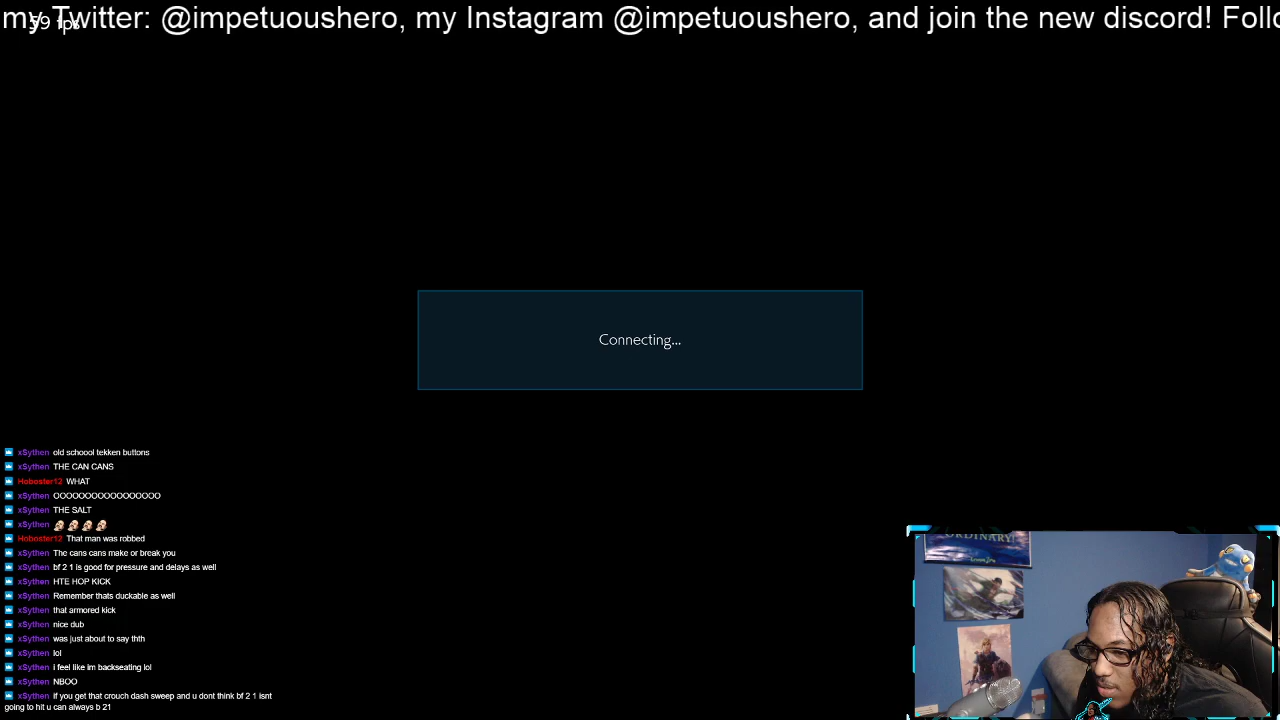 my Twitter: @impetuoushero, my Instagram @impetuoushero, and join the new discord! Follo
59 fps
Connecting...
xSythen old schoool tekken buttons
xSythen THE CAN CANS
Hoboster12 WHAT
xSythen OOOOOOOOOOOOOOOOO
xSythen THE SALT
xSythen
Hoboster12 That man was robbed
xSythen The cans cans make or break you
xSythen bf 2 1 is good for pressure and delays as well
xSythen HTE HOP KICK
xSythen Remember thats duckable as well
xSythen that armored kick
xSythen nice dub
xSythen was just about to say thth
xSythen lol
xSythen i feel like im backseating lol
xSythen NBOO
xSythen if you get that crouch dash sweep and u dont think bf 2 1 isnt
going to hit u can always b 21
ORDINARY!